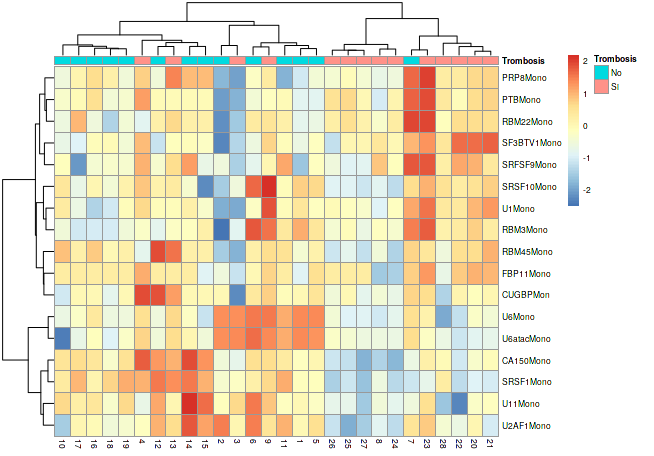 Trombosis
Trombosis
No
SI
2
1
0
-1
-2
PRP8Mono
PTBMono
RBM22Mono
SF3BTV1Mono
SRFSF9Mono
SRSF10Mono
U1Mono
RBM3Mono
RBM45Mono
FBP11Mono
CUGBPMon
U6Mono
U6atacMono
CA150Mono
SRSF1Mono
U11Mono
U2AF1Mono
10 17 16 18 19 4 12 13 14 15 2 3 6 9 11 1 5 26 25 27 8 24 7 23 28 22 20 21